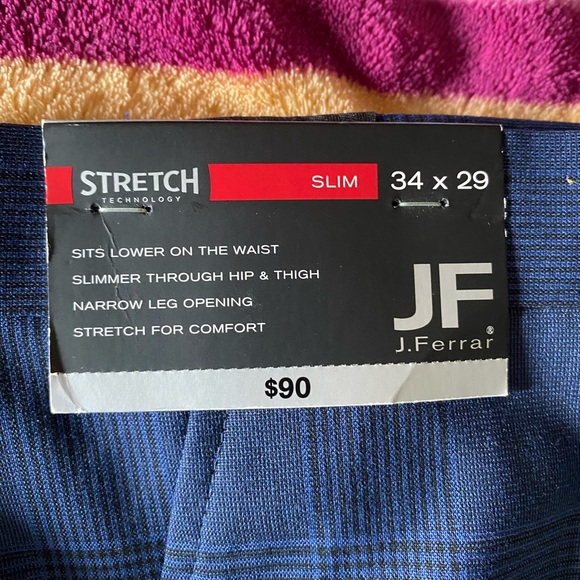 STRETCH SLIM 34 x 29
TECHNOLOGY
SITS LOWER ON THE WAIST
SLIMMER THROUGH HIP & THIGH
NARROW LEG OPENING
STRETCH FOR COMFORT
JF
J.Ferrar®
$90